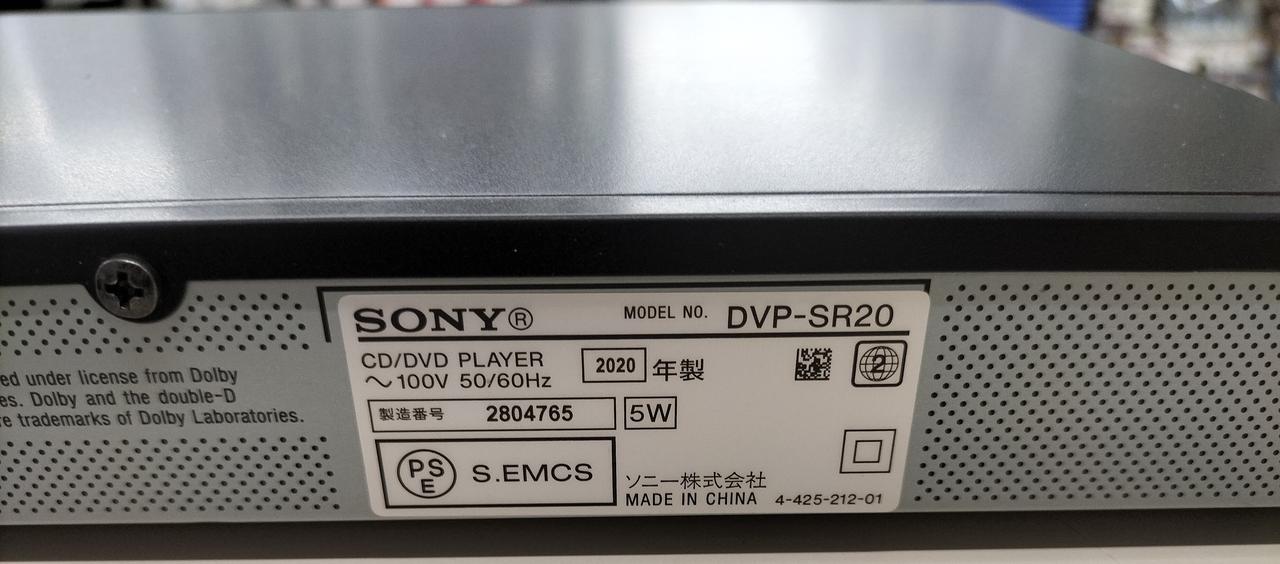 SONY®
MODEL NO. DVP-SR20
CD/DVD PLAYER
～100V 50/60Hz
2020 年製
2
製造番号 2804765
5W
PS
E
S.EMCS
ソニー株式会社
MADE IN CHINA 4-425-212-01
ed under license from Dolby
es. Dolby and the double-D
re trademarks of Dolby Laboratories.